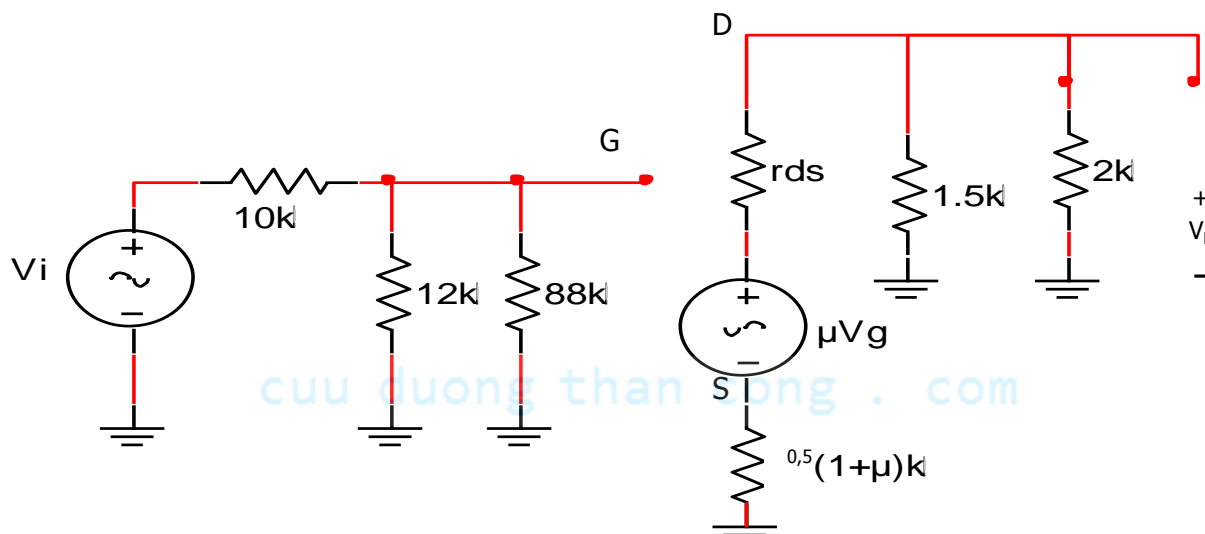 D
G
rds
1.5k
2k
10k
+
Vi
+
12k
88k
+
µVg
cuu duong than cong . com
S
0,5(1+µ)k